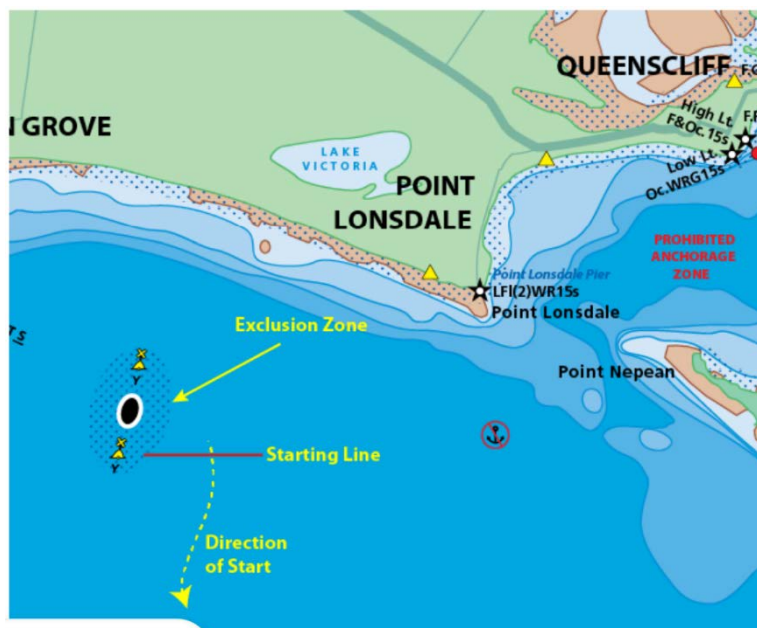 QUEENSCLIFF
High Lt.
F&Oc.15s
Low Lt.
Oc.WRG15s
N GROVE
LAKE
VICTORIA
POINT
LONSDALE
PROHIBITED
ANCHORAGE
ZONE
Point Lonsdale Pier
LFl(2)WR15s
Point Lonsdale
Exclusion Zone
Point Nepean
Y
Starting Line
Y
Direction
of Start